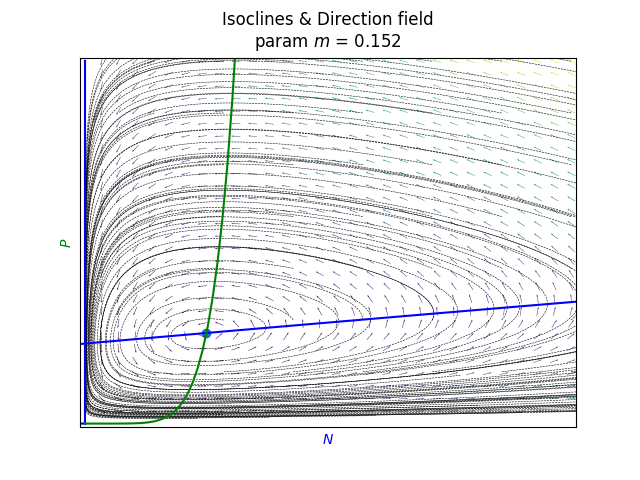 Isoclines & Direction field
param m = 0.152
P
N